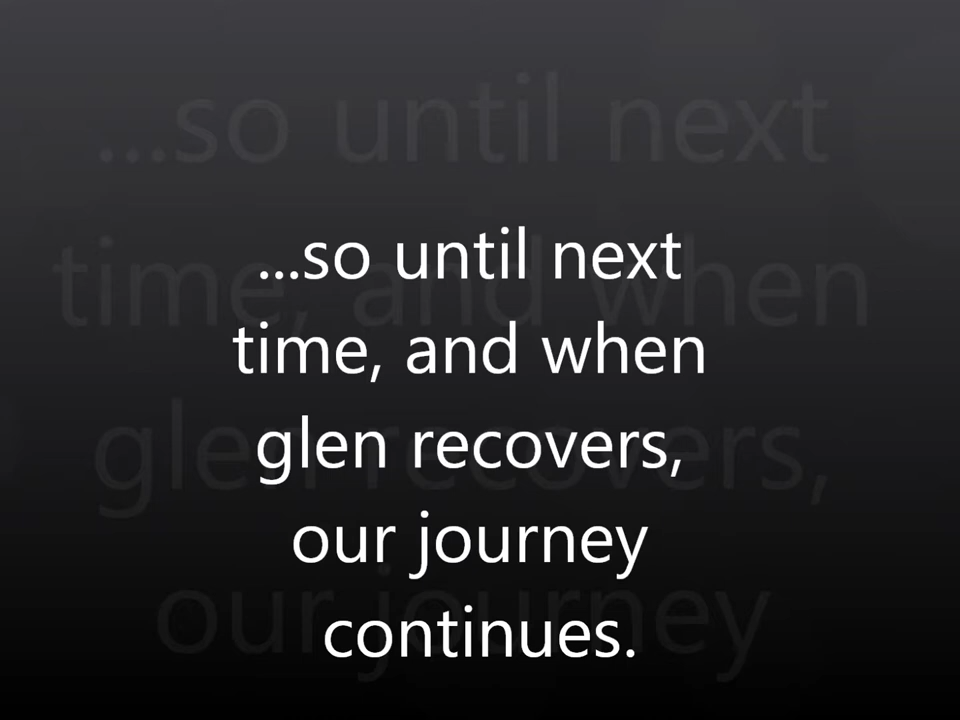 ...so until next
time, and when
glen recovers,
our journey
continues.